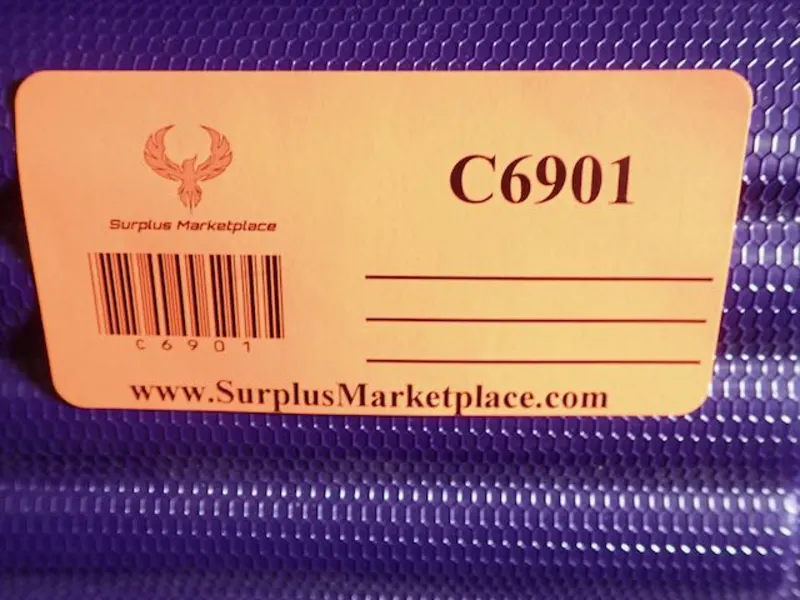 C6901
Surplus Marketplace
C6901
www.SurplusMarketplace.com